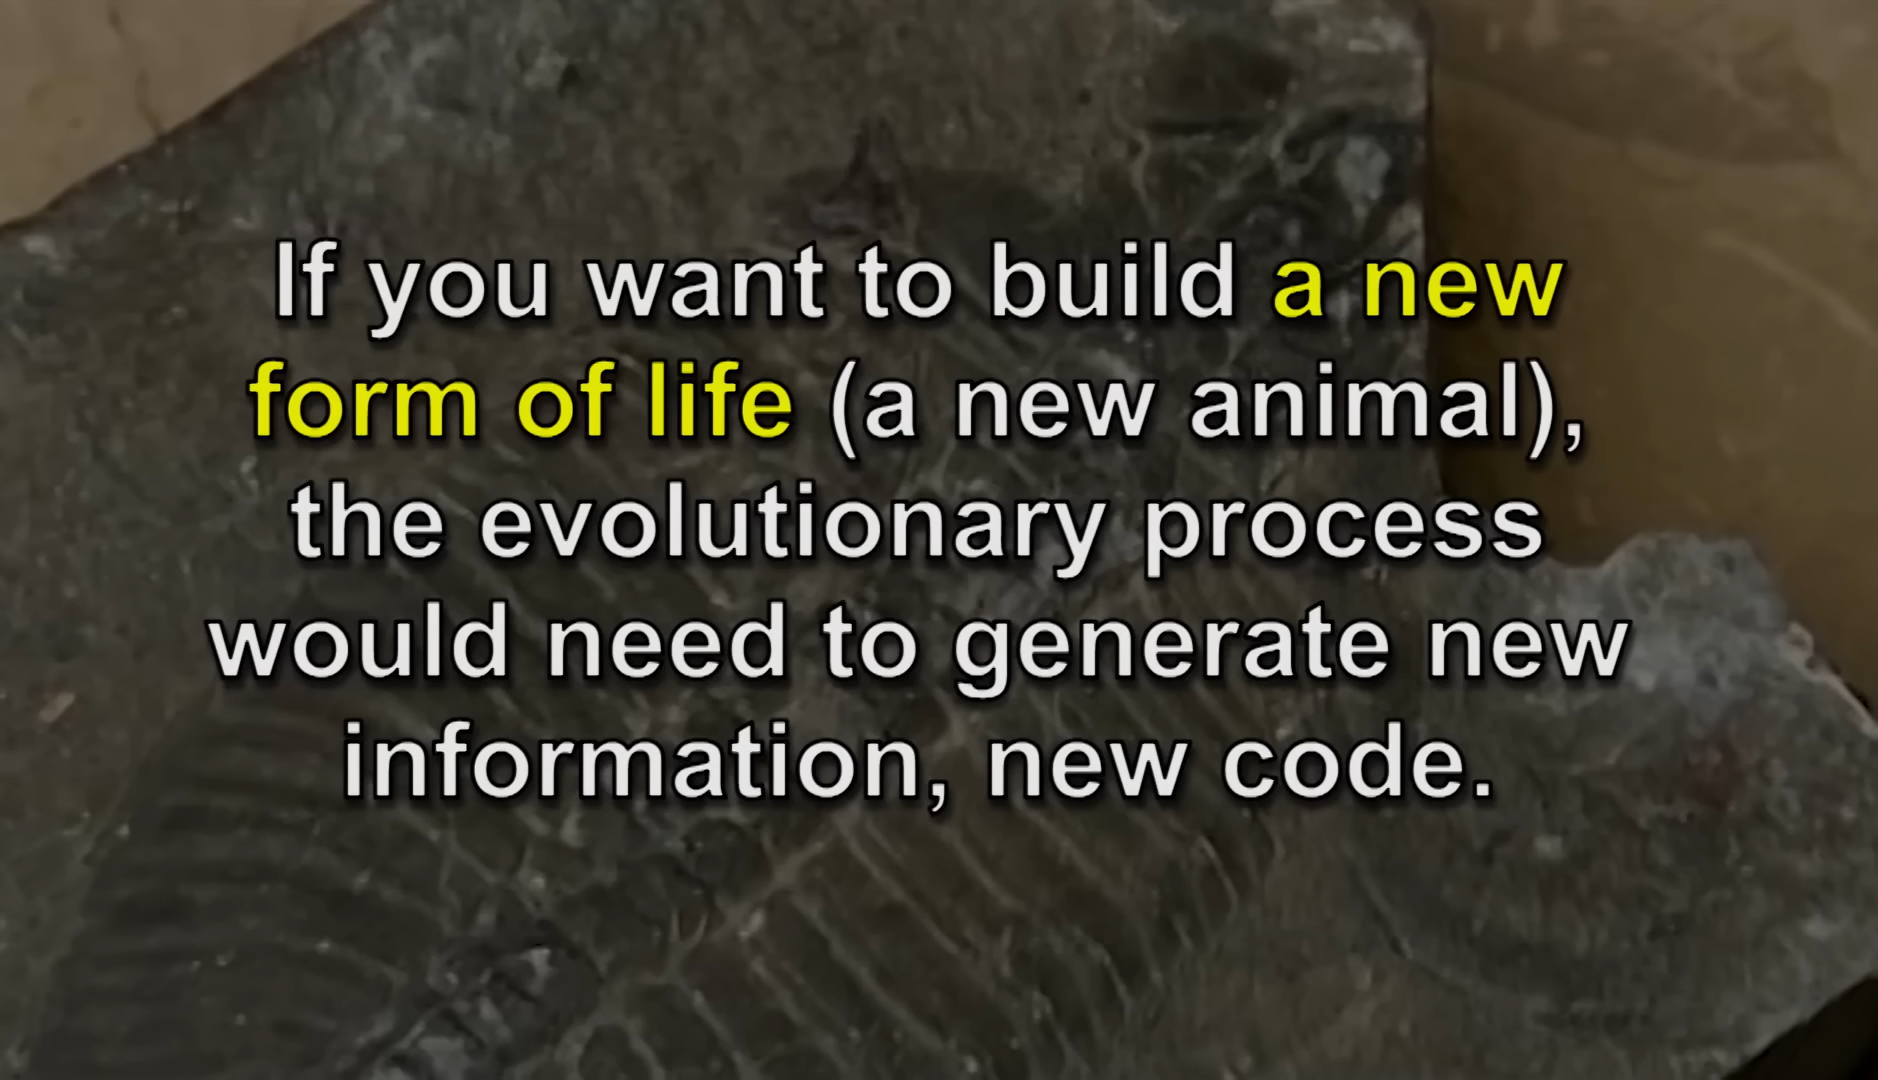 If you want to build a new
form of life (a new animal),
the evolutionary process
would need to generate new
information, new code.